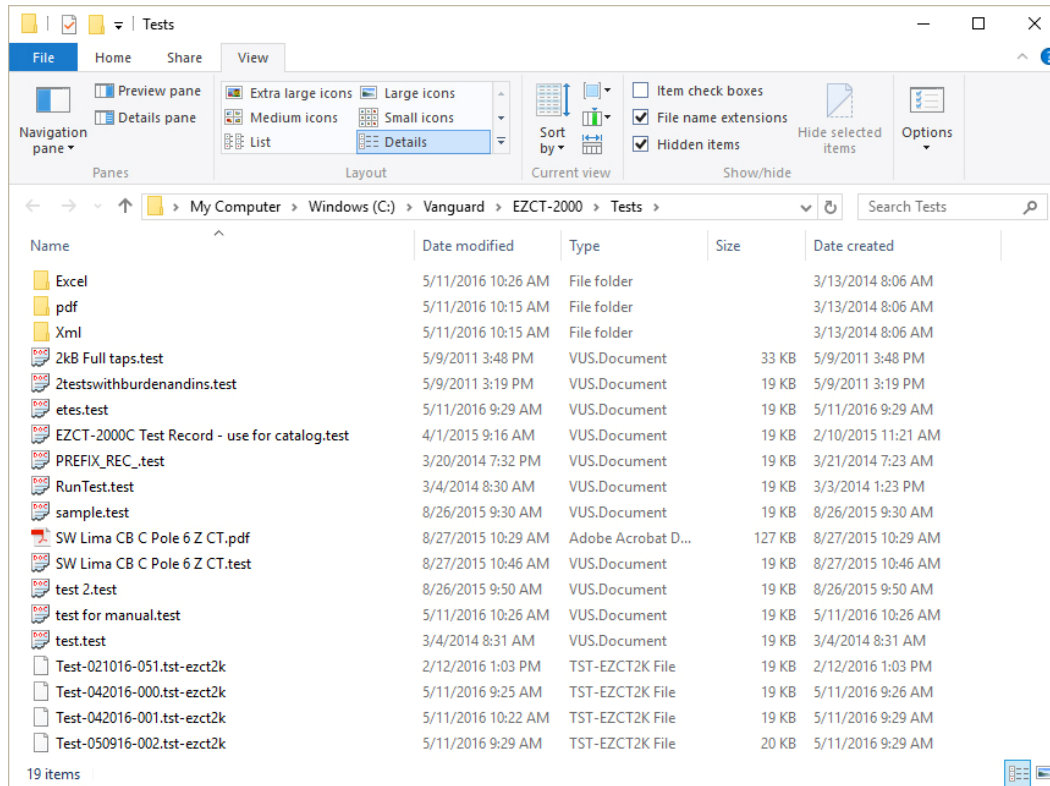 Tests
File Home Share View
Preview pane Extra large icons Large icons Item check boxes
Details pane Medium icons Small icons File name extensions
Navigation pane List Details Sort by Hidden items Hide selected items Options
Panes Layout Current view Show/hide
My Computer Windows (C:) Vanguard EZCT-2000 Tests Search Tests
Name Date modified Type Size Date created
Excel 5/11/2016 10:26 AM File folder 3/13/2014 8:06 AM
pdf 5/11/2016 10:15 AM File folder 3/13/2014 8:06 AM
Xml 5/11/2016 10:15 AM File folder 3/13/2014 8:06 AM
2kB Full taps.test 5/9/2011 3:48 PM VUS.Document 33 KB 5/9/2011 3:48 PM
2testswithburdenandins.test 5/9/2011 3:19 PM VUS.Document 19 KB 5/9/2011 3:19 PM
etes.test 5/11/2016 9:29 AM VUS.Document 19 KB 5/11/2016 9:29 AM
EZCT-2000C Test Record - use for catalog.test 4/1/2015 9:16 AM VUS.Document 19 KB 2/10/2015 11:21 AM
PREFIX_REC_.test 3/20/2014 7:32 PM VUS.Document 19 KB 3/21/2014 7:23 AM
RunTest.test 3/4/2014 8:30 AM VUS.Document 19 KB 3/3/2014 1:23 PM
sample.test 8/26/2015 9:30 AM VUS.Document 19 KB 8/26/2015 9:30 AM
SW Lima CB C Pole 6 Z CT.pdf 8/27/2015 10:29 AM Adobe Acrobat D... 127 KB 8/27/2015 10:29 AM
SW Lima CB C Pole 6 Z CT.test 8/27/2015 10:46 AM VUS.Document 19 KB 8/27/2015 10:46 AM
test 2.test 8/26/2015 9:50 AM VUS.Document 19 KB 8/26/2015 9:50 AM
test for manual.test 5/11/2016 10:26 AM VUS.Document 19 KB 5/11/2016 10:26 AM
test.test 3/4/2014 8:31 AM VUS.Document 19 KB 3/4/2014 8:31 AM
Test-021016-051.tst-ezct2k 2/12/2016 1:03 PM TST-EZCT2K File 19 KB 2/12/2016 1:03 PM
Test-042016-000.tst-ezct2k 5/11/2016 9:25 AM TST-EZCT2K File 19 KB 5/11/2016 9:26 AM
Test-042016-001.tst-ezct2k 5/11/2016 10:22 AM TST-EZCT2K File 19 KB 5/11/2016 9:29 AM
Test-050916-002.tst-ezct2k 5/11/2016 9:29 AM TST-EZCT2K File 20 KB 5/11/2016 9:29 AM
19 items